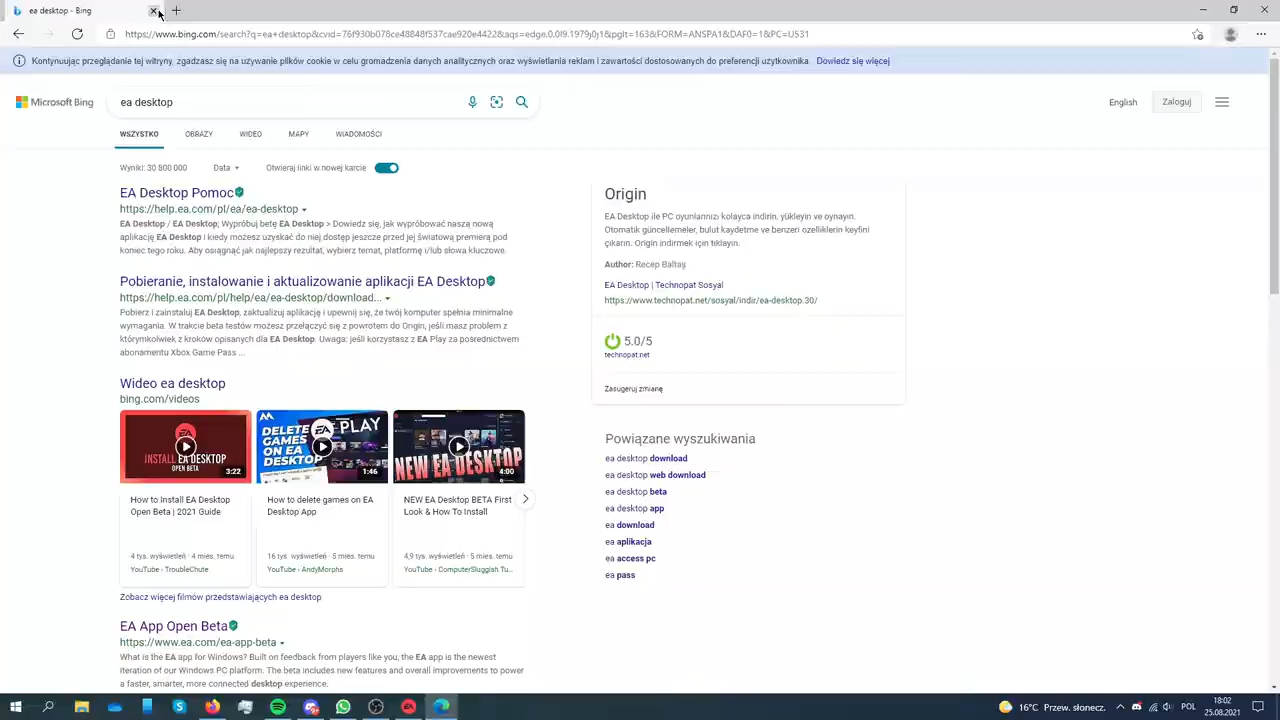 ea desktop - Bing
https://www.bing.com/search?q=ea+desktop&cvid=76f930b078ce48848f537cae920e4422&aqs=edge.0.0l9.1979j0j1&pglt=163&FORM=ANSPA1&DAF0=1&PC=US31
Kontynuując przeglądanie tej witryny, zgadzasz się na używanie plików cookie w celu gromadzenia danych analitycznych oraz wyświetlania reklam i zawartości dostosowanych do preferencji użytkownika. Dowiedz się więcej
Microsoft Bing
ea desktop
English
Zaloguj
WSZYSTKO OBRAZY WIDEO MAPY WIADOMOŚCI
Wyniki: 30 800 000 Data Otwieraj linki w nowej karcie
EA Desktop Pomoc
https://help.ea.com/pl/ea/ea-desktop
EA Desktop / EA Desktop; Wypróbuj betę EA Desktop > Dowiedz się, jak wypróbować naszą nową
aplikację EA Desktop i kiedy możesz uzyskać do niej dostęp jeszcze przed jej światową premierą pod
koniec tego roku. Aby osiągnąć jak najlepszy rezultat, wybierz temat, platformę i/lub słowa kluczowe.
Pobieranie, instalowanie i aktualizowanie aplikacji EA Desktop
https://help.ea.com/pl/help/ea/ea-desktop/download...
Pobierz i zainstaluj EA Desktop, zaktualizuj aplikację i upewnij się, że twój komputer spełnia minimalne
wymagania. W trakcie beta testów możesz przełączyć się z powrotem do Origin, jeśli masz problem z
którymkolwiek z kroków opisanych dla EA Desktop. Uwaga: jeśli korzystasz z EA Play za pośrednictwem
abonamentu Xbox Game Pass ...
Wideo ea desktop
bing.com/videos
INSTALL EA DESKTOP
OPEN BETA
3:22
DELETE
GAMES
ON EA
DESKTOP
EA PLAY
1:46
NEW EA DESKTOP
4:00
How to Install EA Desktop
Open Beta | 2021 Guide
4 tys. wyświetleń · 4 mies. temu
YouTube › TroubleChute
How to delete games on EA
Desktop App
16 tys. wyświetleń · 5 mies. temu
YouTube › AndyMorphs
NEW EA Desktop BETA First
Look & How To Install
4,9 tys. wyświetleń · 5 mies. temu
YouTube › ComputerSluggish Tu...
Zobacz więcej filmów przedstawiających ea desktop
EA App Open Beta
https://www.ea.com/ea-app-beta
What is the EA app for Windows? Built on feedback from players like you, the EA app is the newest
iteration of our Windows PC platform. The beta includes new features and overall improvements to power
a faster, smarter, more connected desktop experience.
Origin
EA Desktop ile PC oyunlarınızı kolayca indirin, yükleyin ve oynayın.
Otomatik güncellemeler, bulut kaydetme ve benzeri özelliklerin keyfini
çıkarın. Origin indirmek için tıklayın.
Author: Recep Baltaş
EA Desktop | Technopat Sosyal
https://www.technopat.net/sosyal/indir/ea-desktop.30/
5.0/5
technopat.net
Zasugeruj zmianę
Powiązane wyszukiwania
ea desktop download
ea desktop web download
ea desktop beta
ea desktop app
ea download
ea aplikacja
ea access pc
ea pass
16°C Przew. słonecz.
POL
18:02
25.08.2021